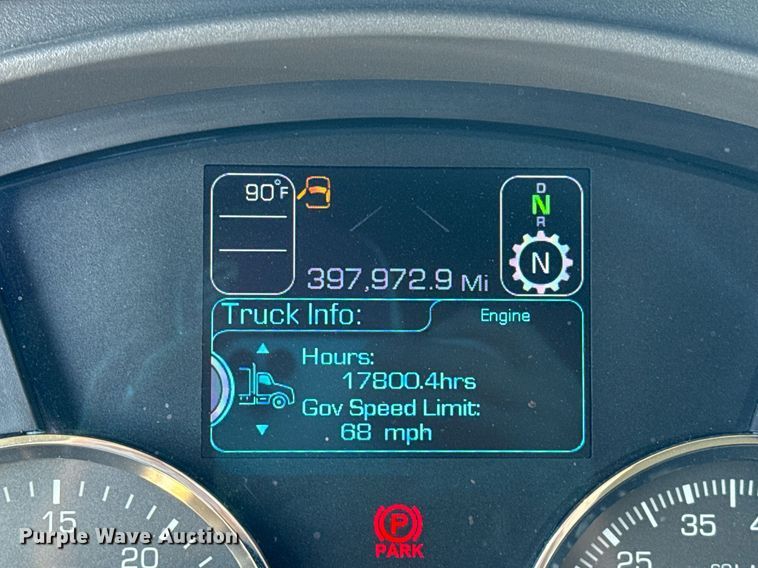 90°F
D
N
R
N
397,972.9 Mi
Truck Info:
Engine
Hours:
17800.4hrs
Gov Speed Limit:
68 mph
P
PARK
15
20
25
35
Purple Wave Auction